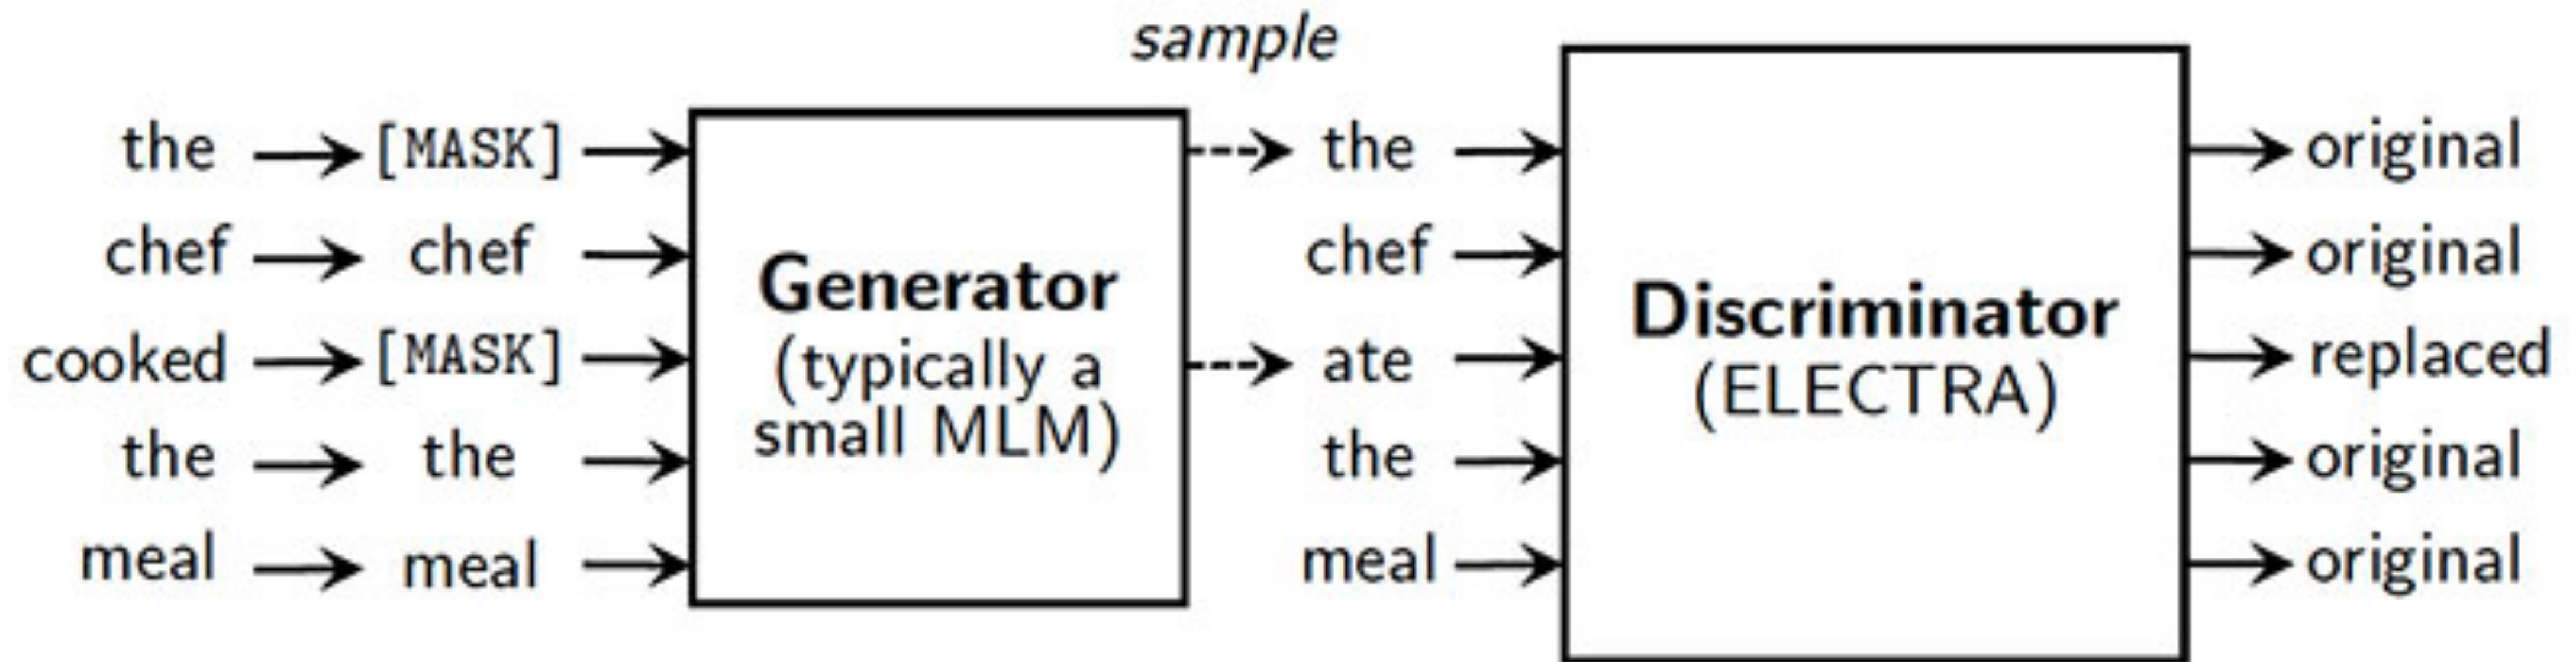 sample
the [MASK] the original
chef chef chef original
cooked [MASK] ate replaced
the the the original
meal meal meal original
Generator
(typically a
small MLM)
Discriminator
(ELECTRA)